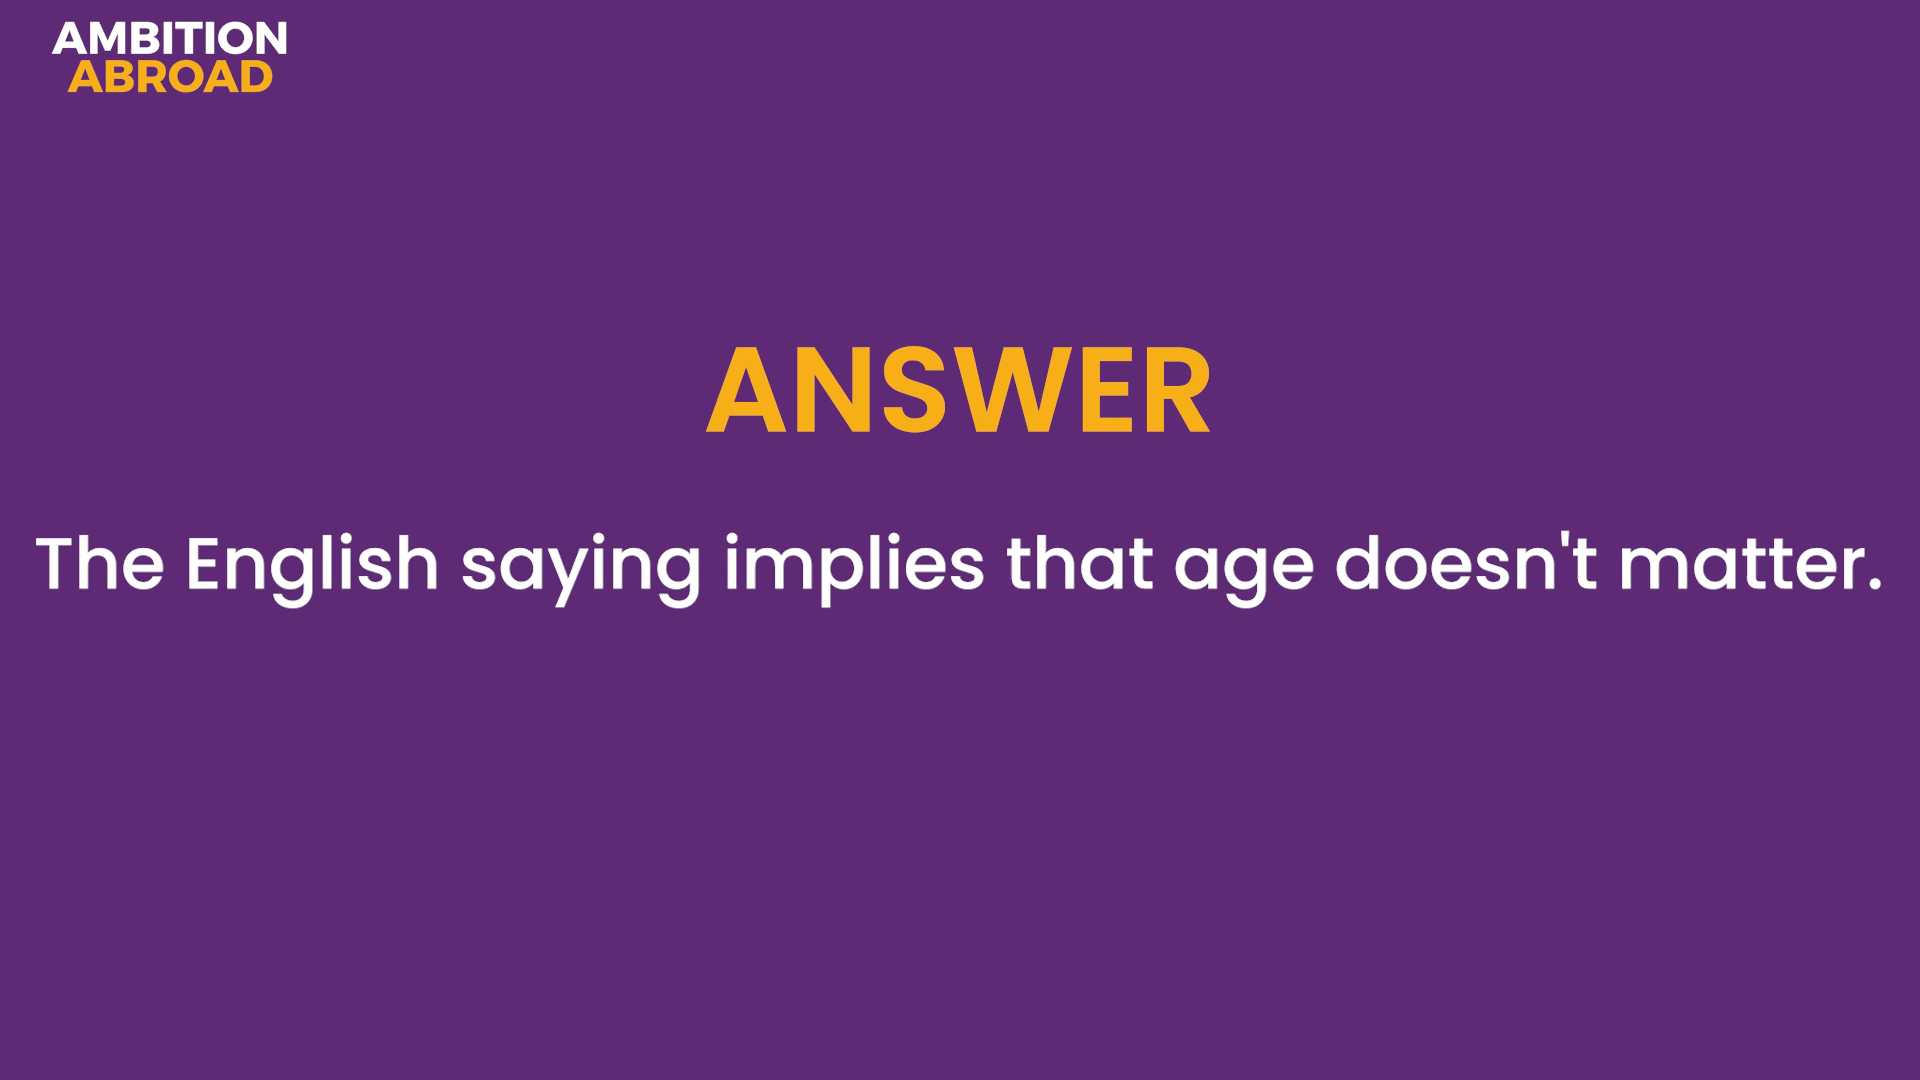 AMBITION
ABROAD
ANSWER
The English saying implies that age doesn't matter.